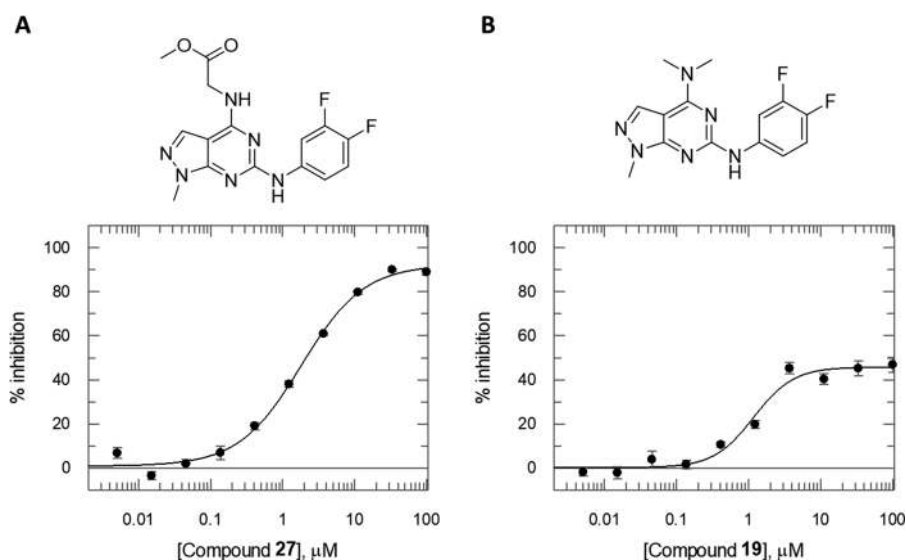 A
B
O
O
NH
F
F
N
N
N
N
N
H
N
F
F
N
N
N
N
N
H
100
80
60
40
20
0
% inhibition
0.01
0.1
1
10
100
[Compound 27], μM
100
80
60
40
20
0
% inhibition
0.01
0.1
1
10
100
[Compound 19], μM